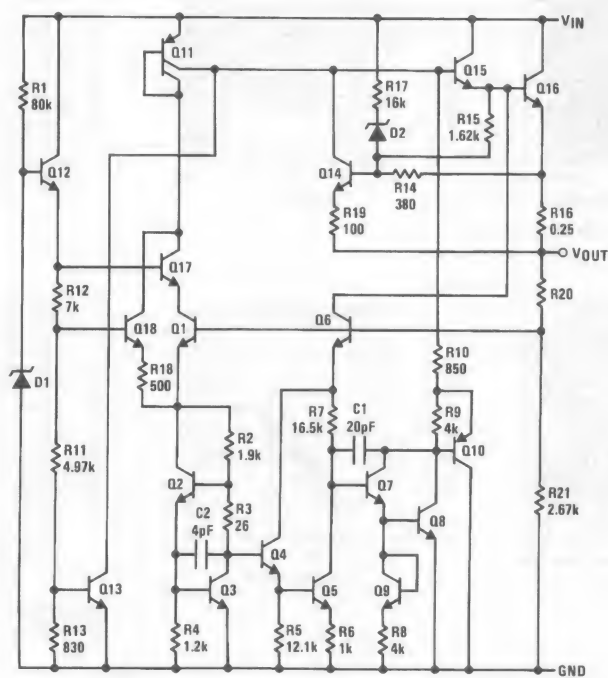 VIN
Q11
R1
80k
Q12
R17
16k
D2
Q15
R15
1.62k
Q16
Q14
R14
380
R19
100
R16
0.25
VOUT
R12
7k
Q17
Q18
Q1
Q6
R20
R18
500
D1
R11
4.97k
R2
1.9k
R7
16.5k
C1
20pF
R10
850
R9
4k
Q10
Q2
C2
4pF
R3
26
Q7
Q8
R21
2.67k
Q4
Q13
Q3
Q5
Q9
R13
830
R4
1.2k
R5
12.1k
R6
1k
R8
4k
GND